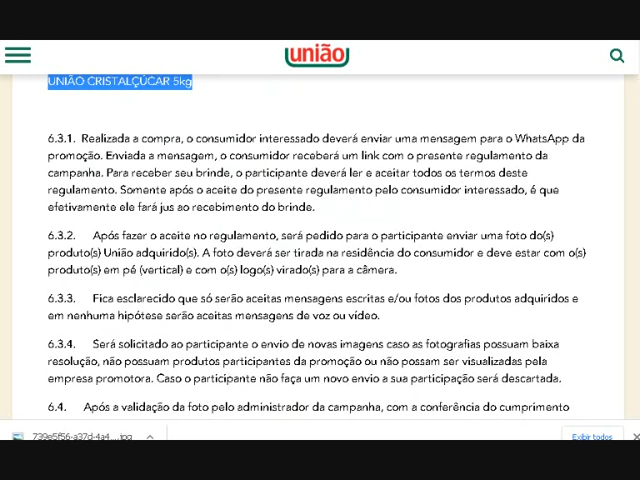 união
UNIÃO CRISTALÇÚCAR 5kg
6.3.1. Realizada a compra, o consumidor interessado deverá enviar uma mensagem para o WhatsApp da
promoção. Enviada a mensagem, o consumidor receberá um link com o presente regulamento da
campanha. Para receber seu brinde, o participante deverá ler e aceitar todos os termos deste
regulamento. Somente após o aceite do presente regulamento pelo consumidor interessado, é que
efetivamente ele fará jus ao recebimento do brinde.
6.3.2. Após fazer o aceite no regulamento, será pedido para o participante enviar uma foto do(s)
produto(s) União adquirido(s). A foto deverá ser tirada na residência do consumidor e deve estar com o(s)
produto(s) em pé (vertical) e com o(s) logo(s) virado(s) para a câmera.
6.3.3. Fica esclarecido que só serão aceitas mensagens escritas e/ou fotos dos produtos adquiridos e
em nenhuma hipótese serão aceitas mensagens de voz ou vídeo.
6.3.4. Será solicitado ao participante o envio de novas imagens caso as fotografias possuam baixa
resolução, não possuam produtos participantes da promoção ou não possam ser visualizadas pela
empresa promotora. Caso o participante não faça um novo envio a sua participação será descartada.
6.4. Após a validação da foto pelo administrador da campanha, com a conferência do cumprimento
739e5f56-a37d-4a4....jpg
Exibir todos